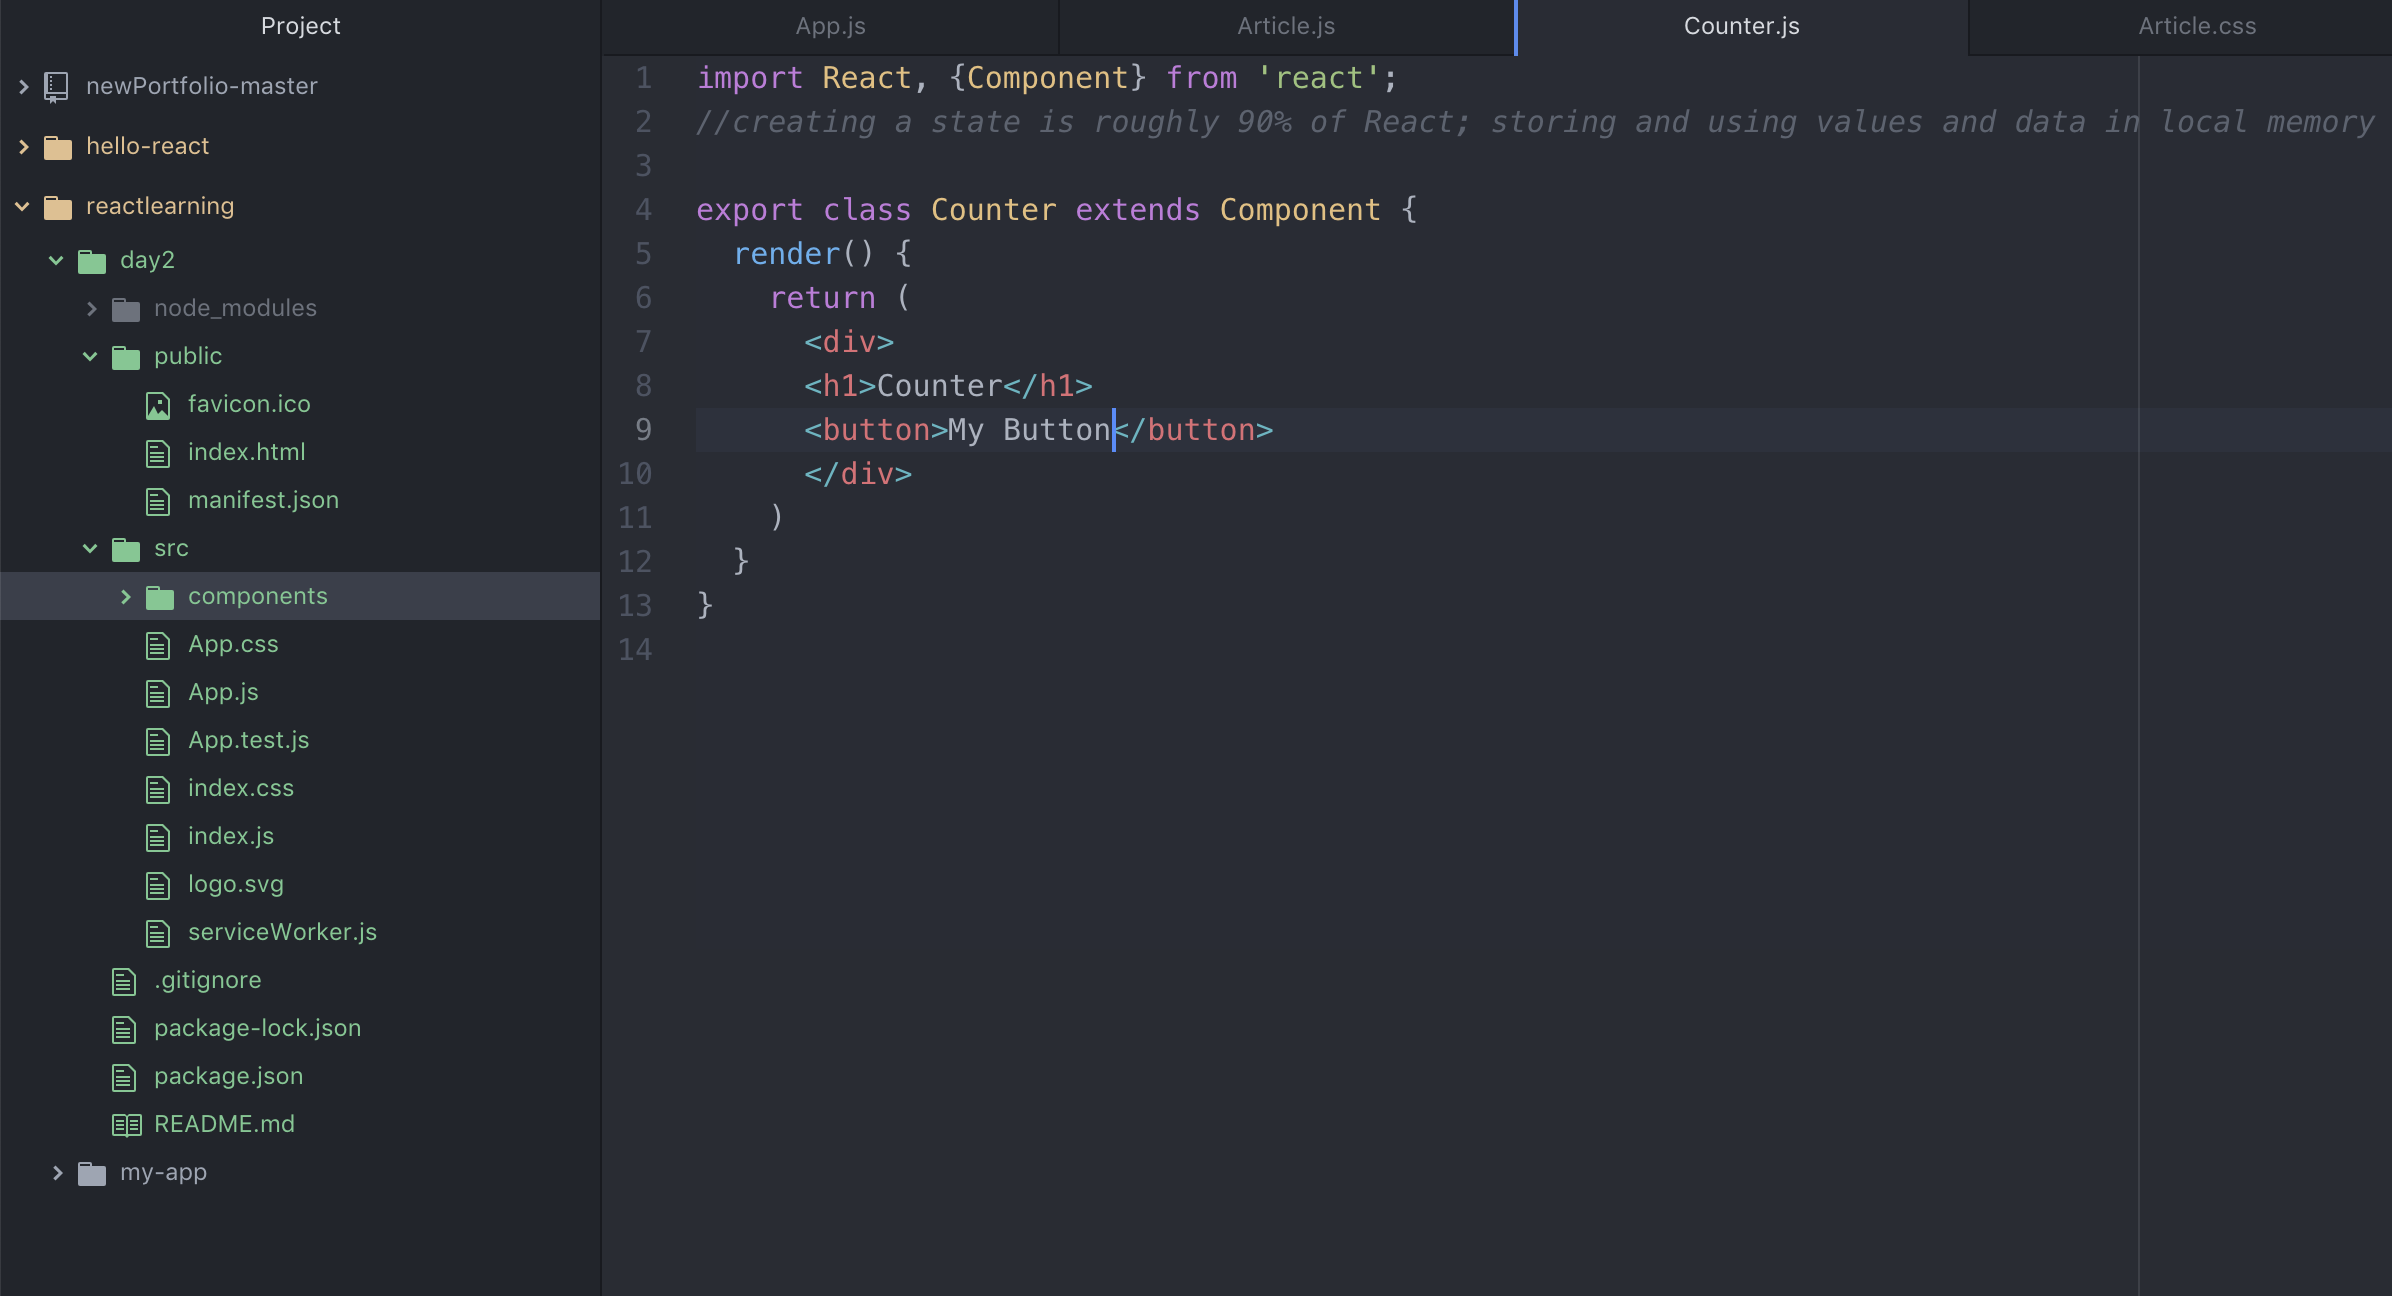 Project
newPortfolio-master
hello-react
reactlearning
day2
node_modules
public
favicon.ico
index.html
manifest.json
src
components
App.css
App.js
App.test.js
index.css
index.js
logo.svg
serviceWorker.js
.gitignore
package-lock.json
package.json
README.md
my-app
App.js Article.js Counter.js Article.css
1 import React, {Component} from 'react';
2 //creating a state is roughly 90% of React; storing and using values and data in local memory
3
4 export class Counter extends Component {
5   render() {
6     return (
7       <div>
8       <h1>Counter</h1>
9       <button>My Button</button>
10       </div>
11     )
12   }
13 }
14